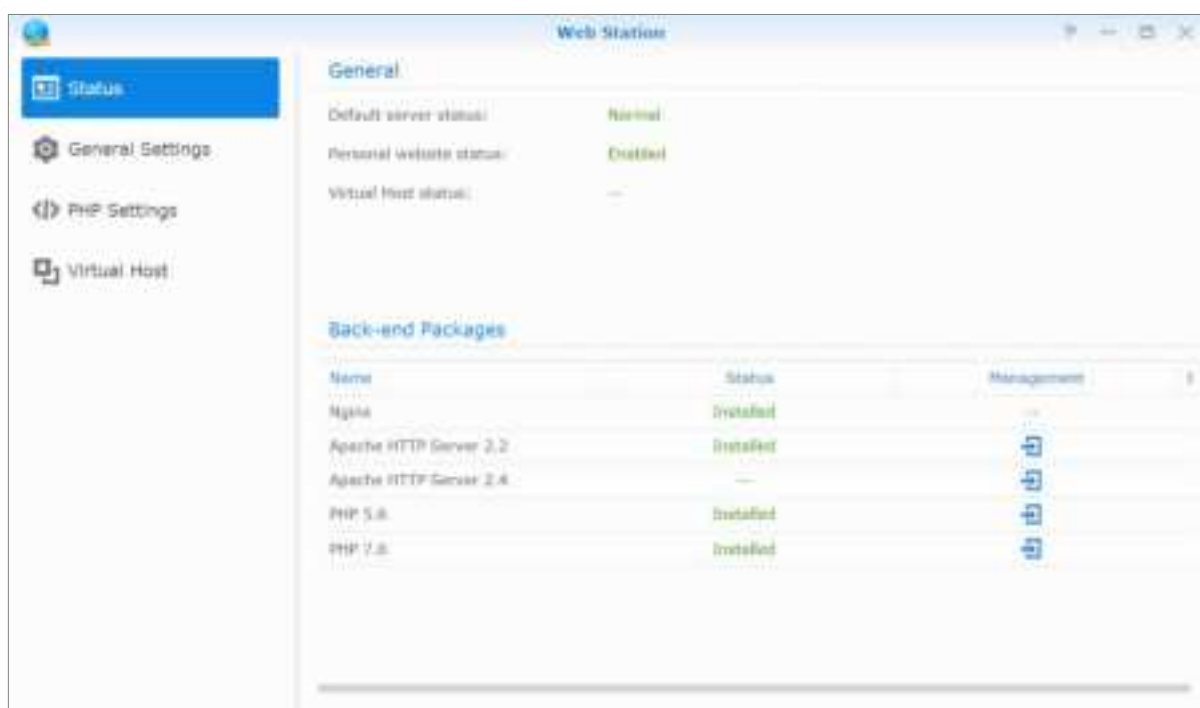 Web Station
Status
General Settings
PHP Settings
Virtual Host
General
Default server status: Normal
Personal website status: Enabled
Virtual Host status: --
Back-end Packages
Name Status Management
Nginx Installed --
Apache HTTP Server 2.2 Installed
Apache HTTP Server 2.4 --
PHP 5.6 Installed
PHP 7.0 Installed